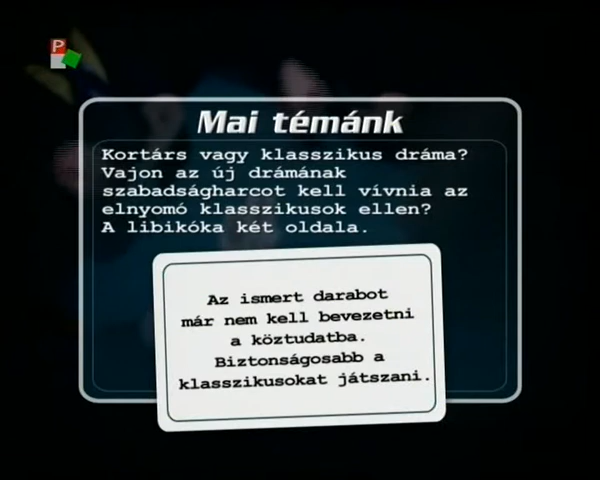 P
Mai témánk
Kortárs vagy klasszikus dráma?
Vajon az új drámának
szabadságharcot kell vívnia az
elnyomó klasszikusok ellen?
A libikóka két oldala.
Az ismert darabot
már nem kell bevezetni
a köztudatba.
Biztonságosabb a
klasszikusokat játszani.